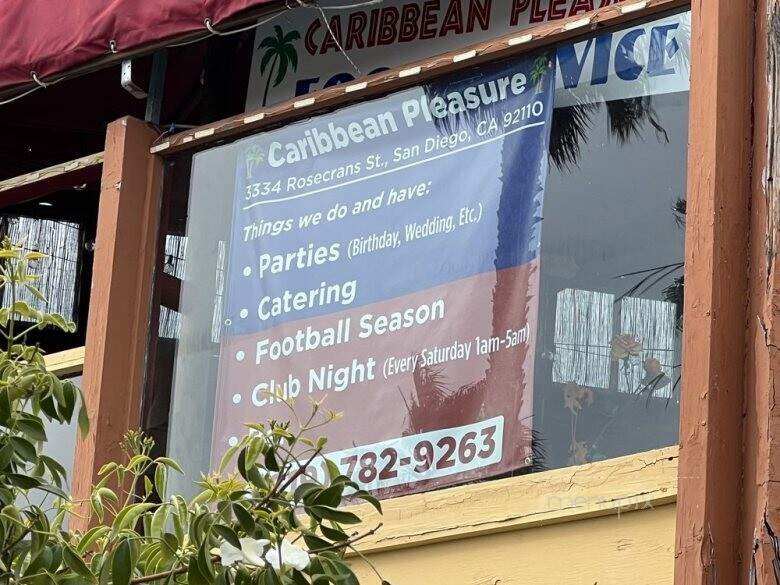 CARIBBEAN PLEAS
VICE
Caribbean Pleasure
3334 Rosecrans St., San Diego, CA 92110
Things we do and have:
• Parties (Birthday, Wedding, Etc.)
• Catering
• Football Season
• Club Night (Every Saturday 1am-5am)
782-9263